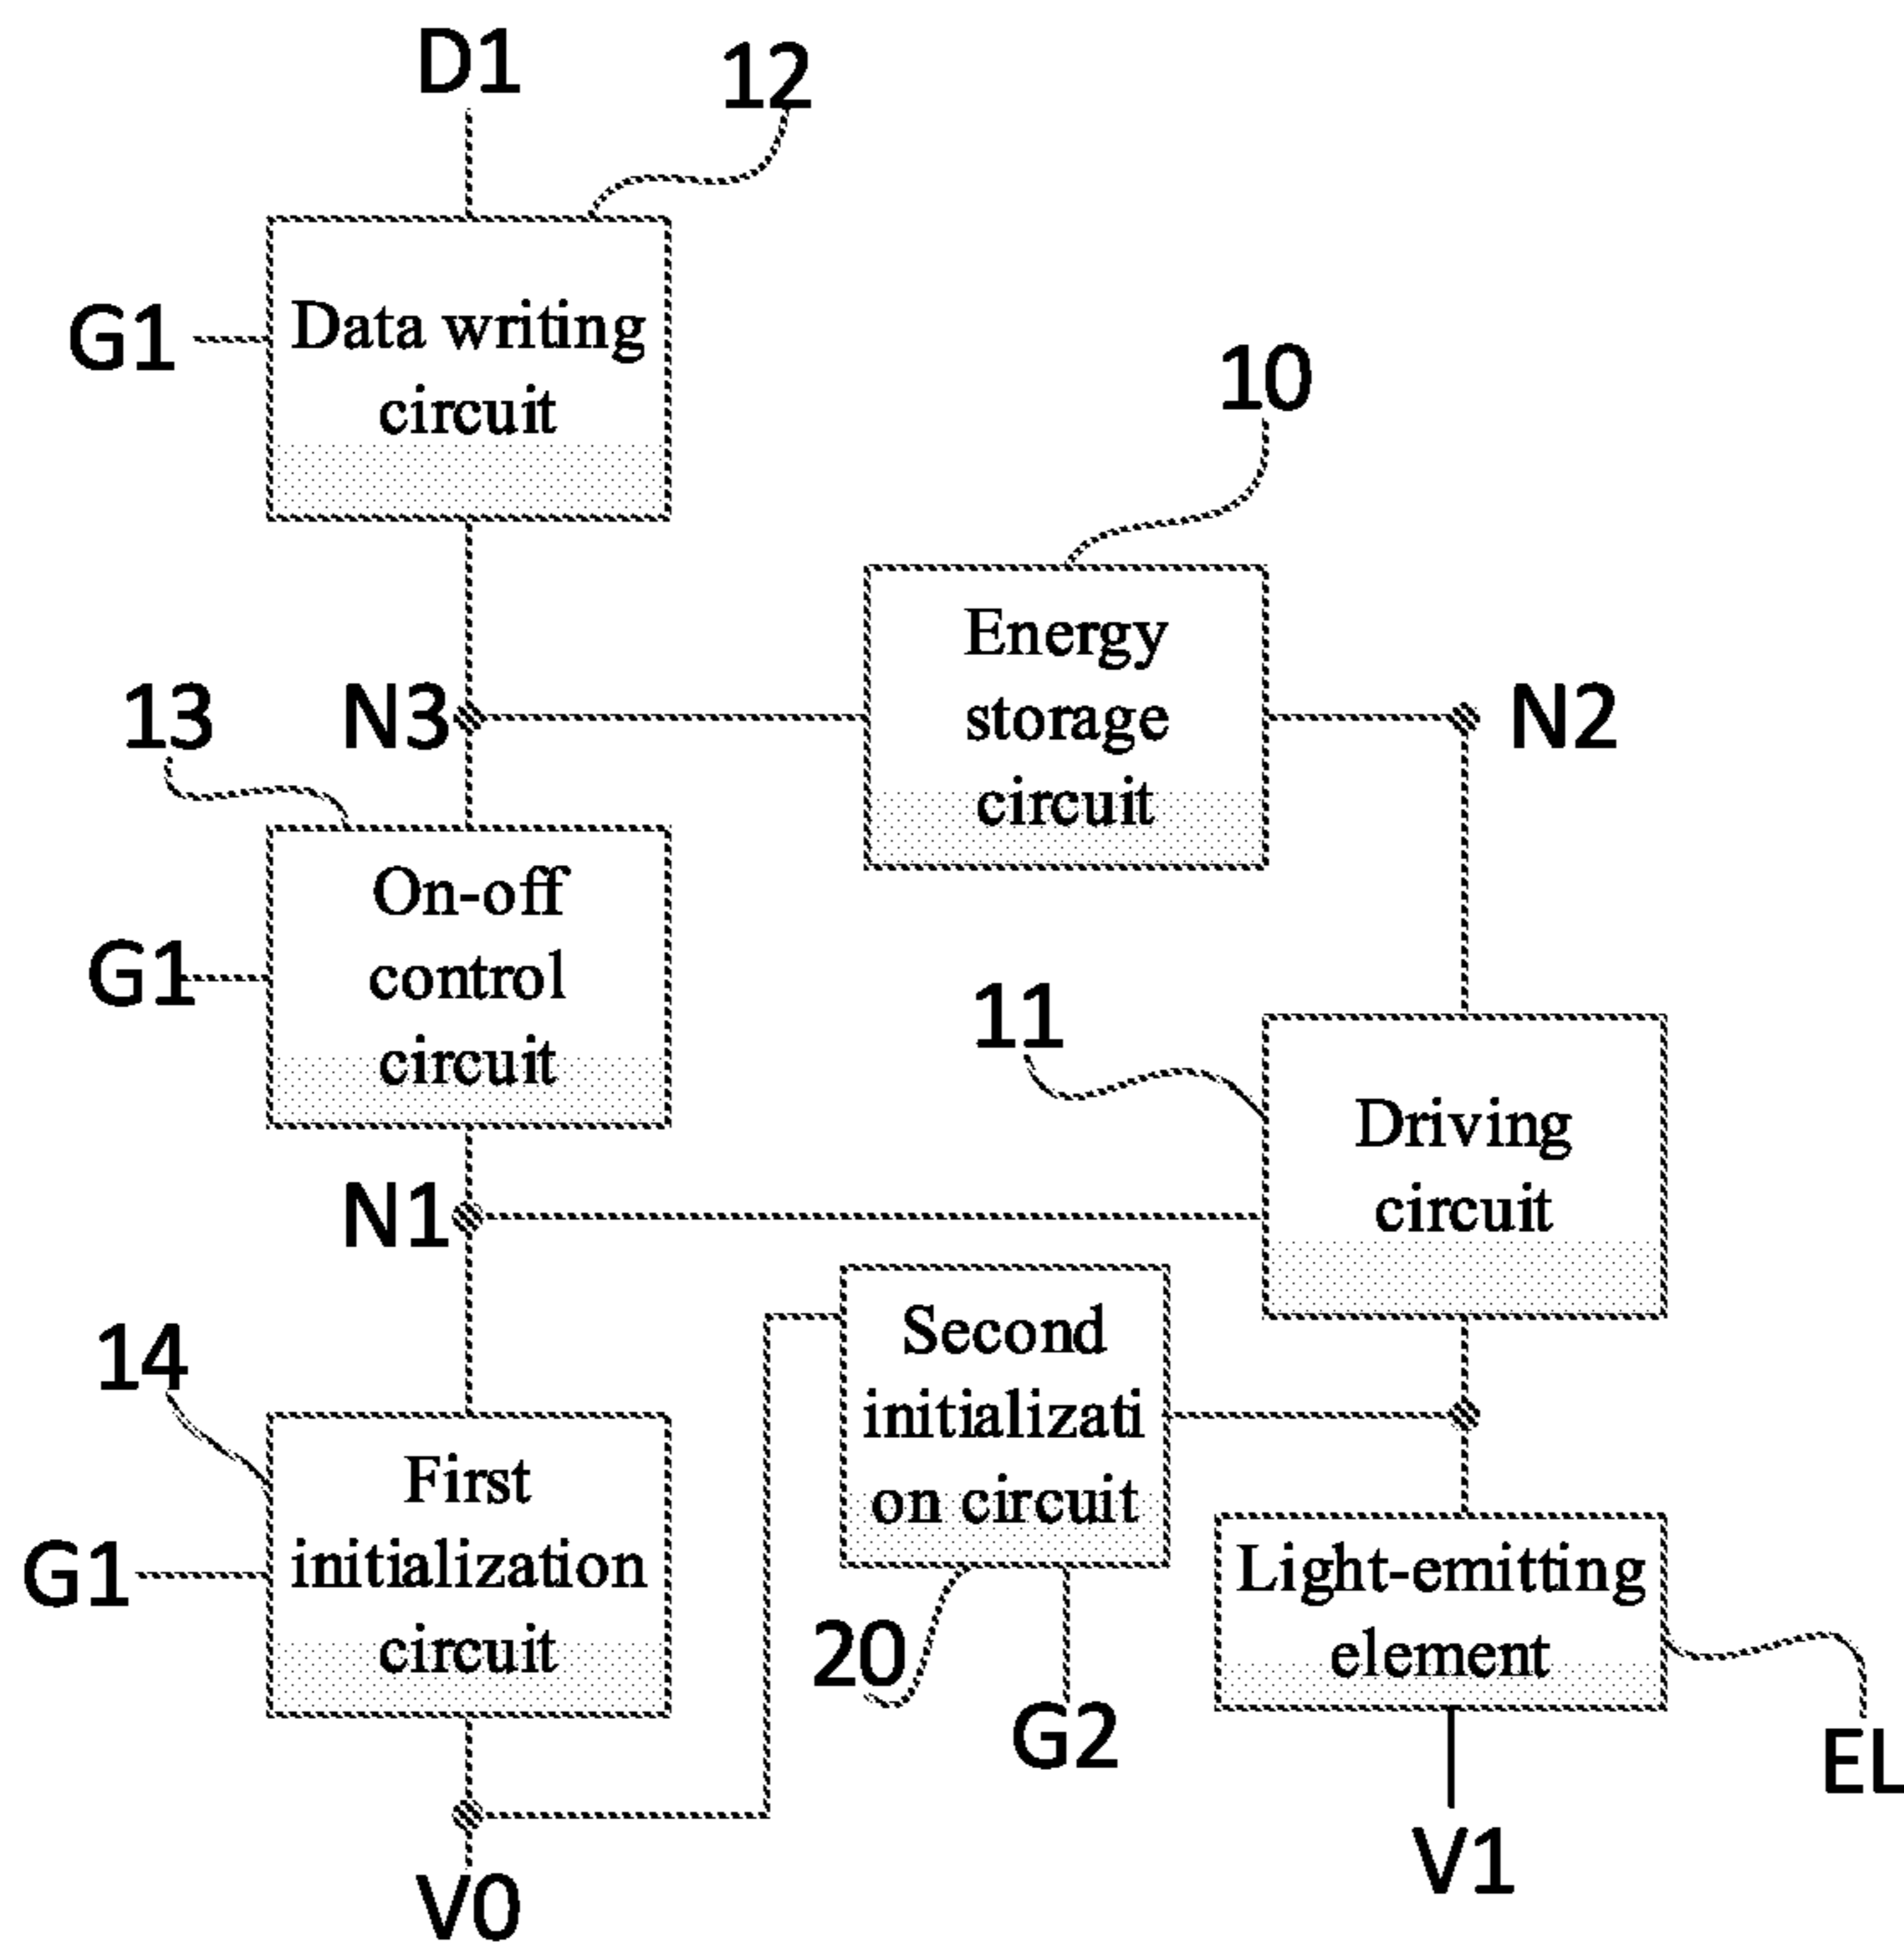 D1
12
G1
Data writing
circuit
10
Energy
storage
circuit
13
N3
N2
On-off
control
circuit
G1
11
Driving
circuit
N1
Second
initializati
on circuit
14
First
initialization
circuit
G1
Light-emitting
element
20
G2
EL
V1
V0